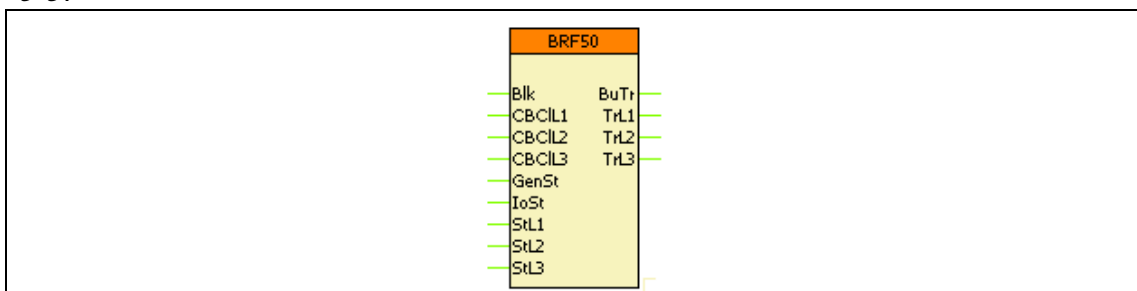 BRF50
Blk BuTr
CBClL1 TrL1
CBClL2 TrL2
CBClL3 TrL3
GenSt
IoSt
StL1
StL2
StL3